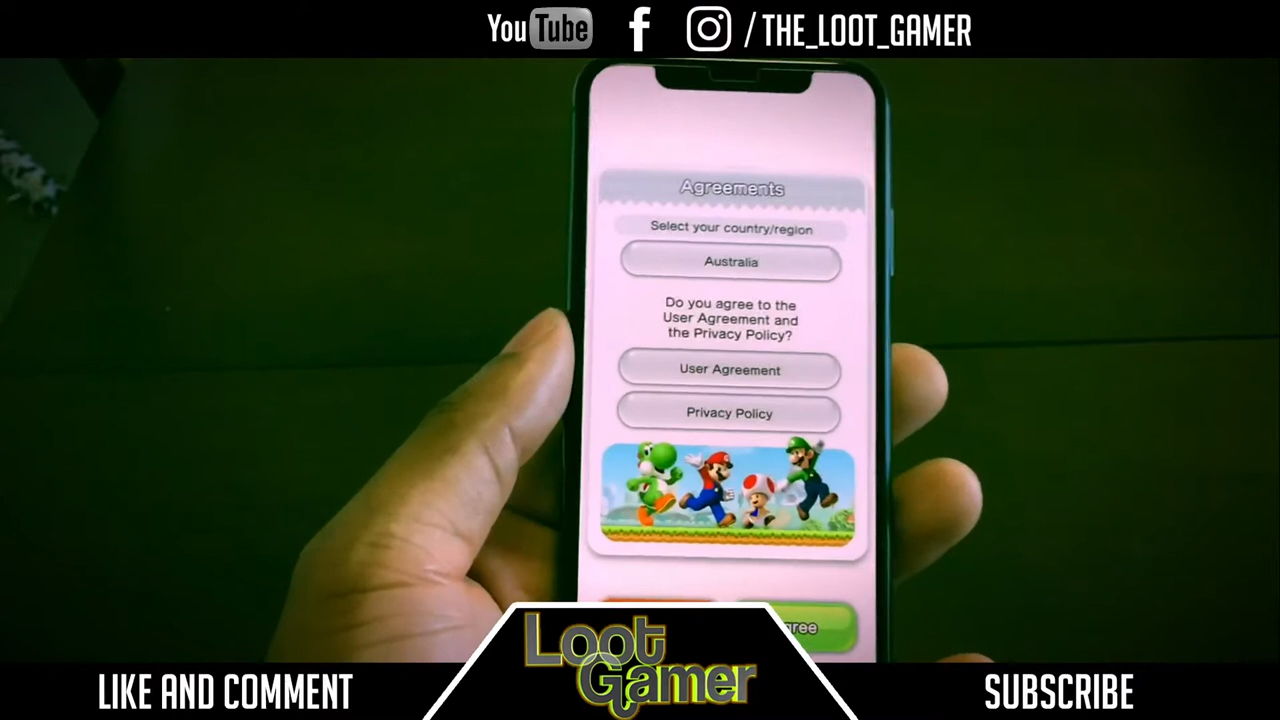 YouTube f / THE_LOOT_GAMER
Agreements
Select your country/region
Australia
Do you agree to the
User Agreement and
the Privacy Policy?
User Agreement
Privacy Policy
Loot
Gamer
LIKE AND COMMENT
SUBSCRIBE